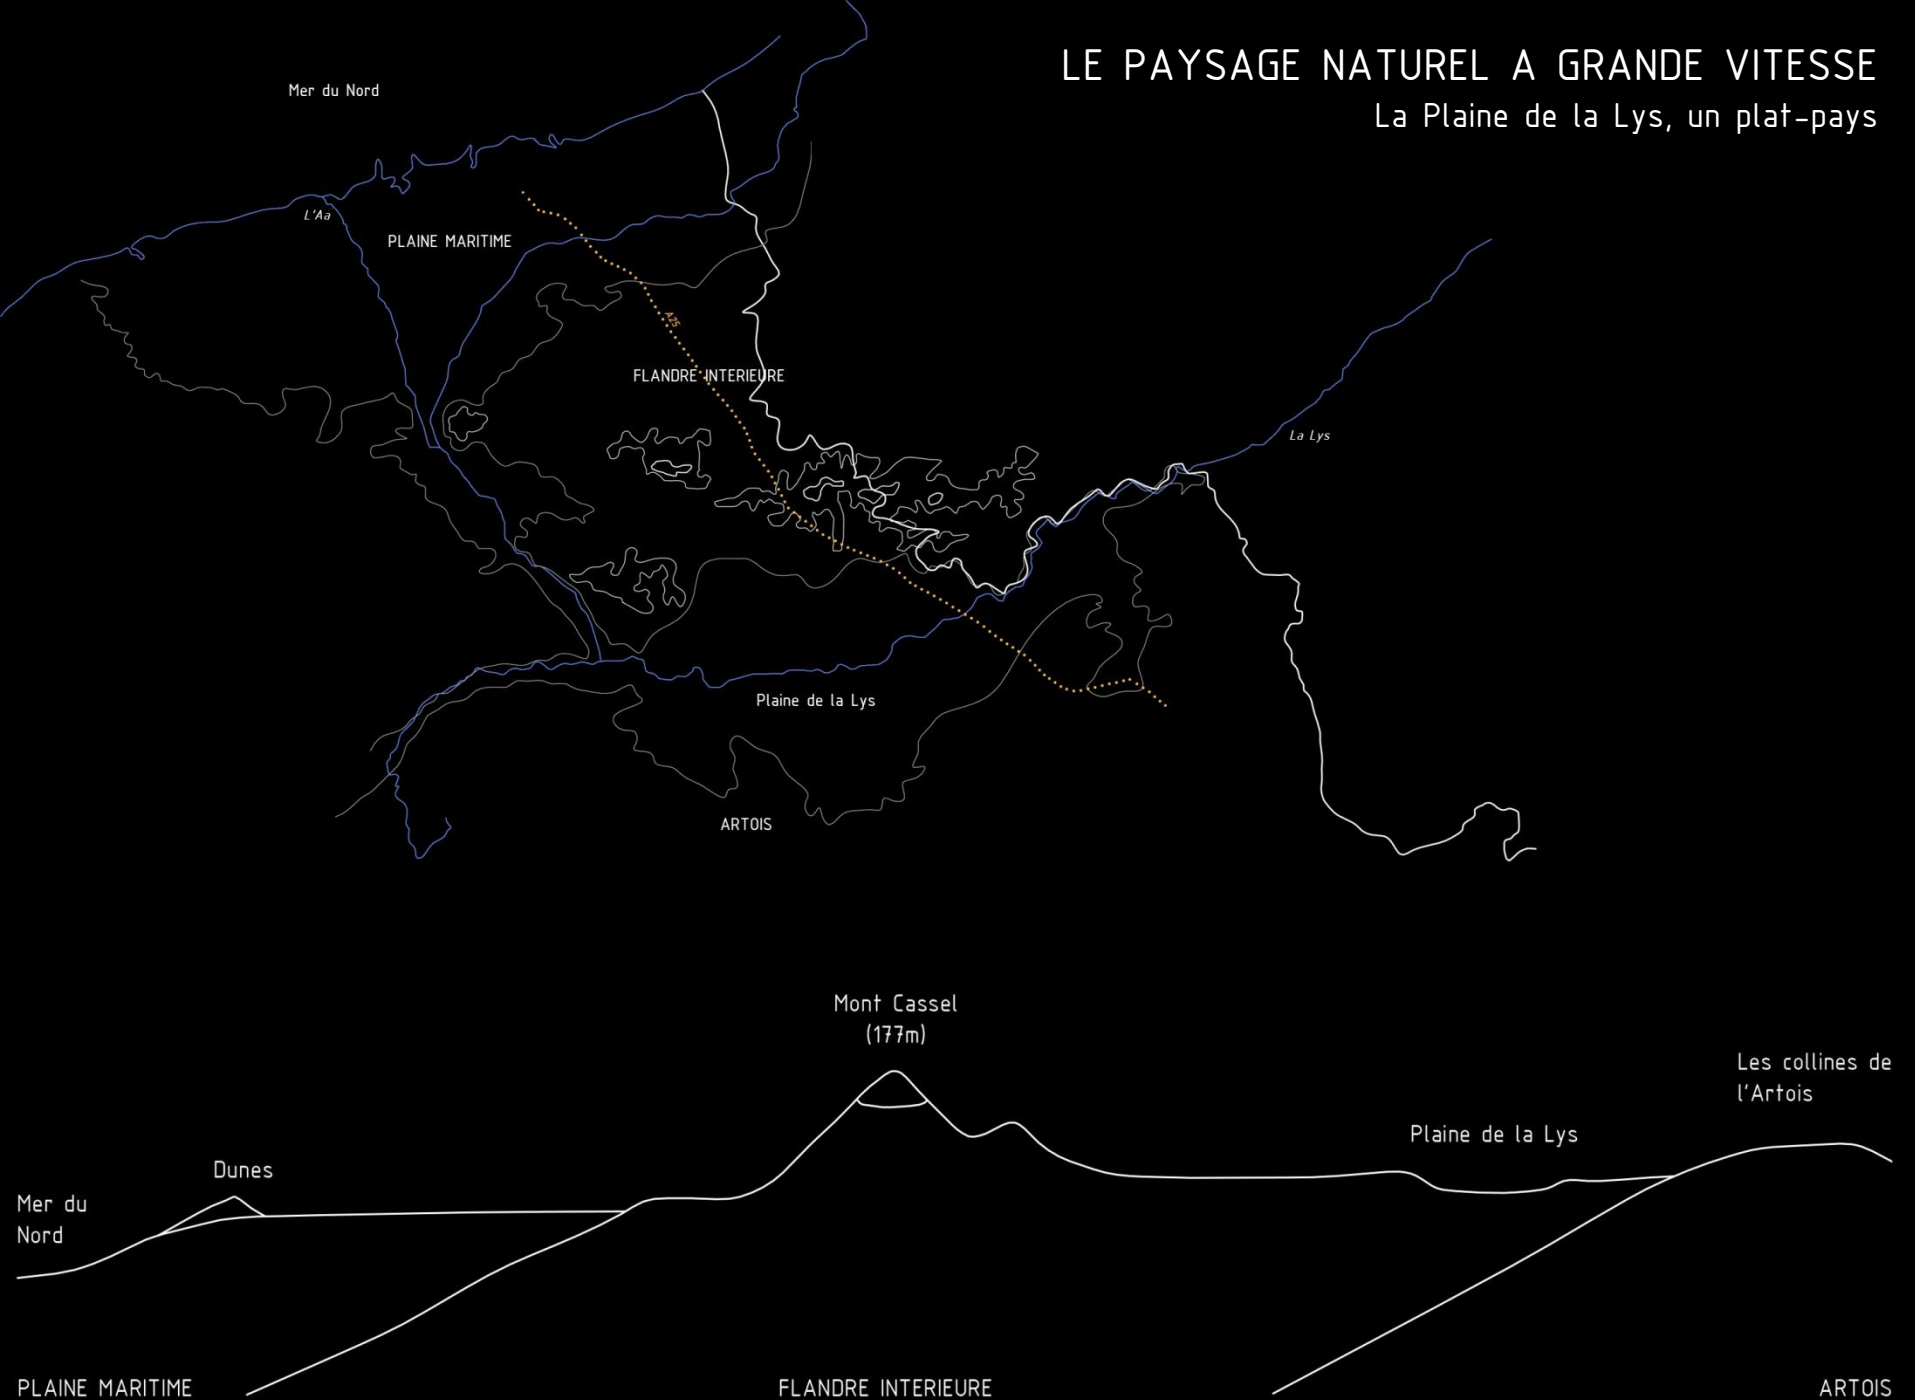 LE PAYSAGE NATUREL A GRANDE VITESSE
La Plaine de la Lys, un plat-pays
Mer du Nord
L'Aa
PLAINE MARITIME
A25
FLANDRE INTERIEURE
La Lys
Plaine de la Lys
ARTOIS
Mont Cassel
(177m)
Les collines de
l'Artois
Plaine de la Lys
Dunes
Mer du
Nord
PLAINE MARITIME
FLANDRE INTERIEURE
ARTOIS